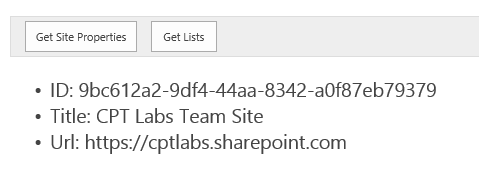 Get Site Properties Get Lists
• ID: 9bc612a2-9df4-44aa-8342-a0f87eb79379
• Title: CPT Labs Team Site
• Url: https://cptlabs.sharepoint.com